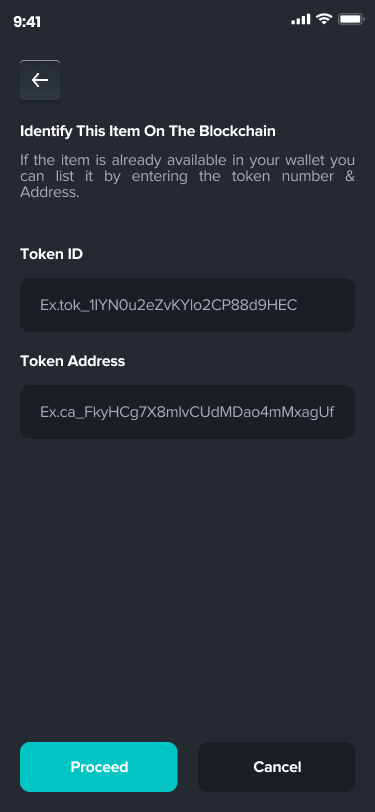 9:41
Identify This Item On The Blockchain
If the item is already available in your wallet you
can list it by entering the token number &
Address.
Token ID
Ex.tok_1IYN0u2eZvKYlo2CP88d9HEC
Token Address
Ex.ca_FkyHCg7X8mlvCUdMDao4mMxagUf
Proceed
Cancel